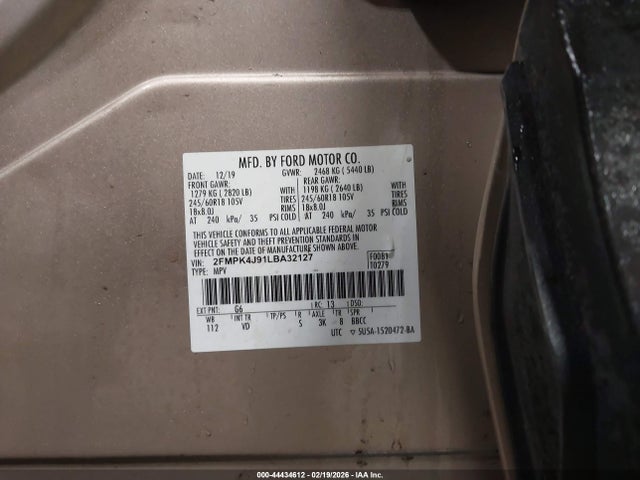 MFD. BY FORD MOTOR CO.
DATE: 12/19 GVWR: 2468 KG ( 5440 LB)
FRONT GAWR: REAR GAWR:
1279 KG ( 2820 LB) WITH 1198 KG ( 2640 LB) WITH
245/60R18 105V TIRES 245/60R18 105V TIRES
18x8.0J RIMS 18x8.0J RIMS
AT 240 kPa/ 35 PSI COLD AT 240 kPa/ 35 PSI COLD
THIS VEHICLE CONFORMS TO ALL APPLICABLE FEDERAL MOTOR
VEHICLE SAFETY AND THEFT PREVENTION STANDARDS IN
EFFECT ON THE DATE OF MANUFACTURE SHOWN ABOVE.
VIN: 2FMPK4J91LBA32127 F0081
TYPE: MPV T0279
EXT PNT: G6 RC: 13 DSO:
WB INT TR TP/PS R AXLE TR SPR
112 VD S 3K 8 BBCC
UTC 5U5A-1520472-BA
000-44434612 - 02/19/2026 - IAA Inc.